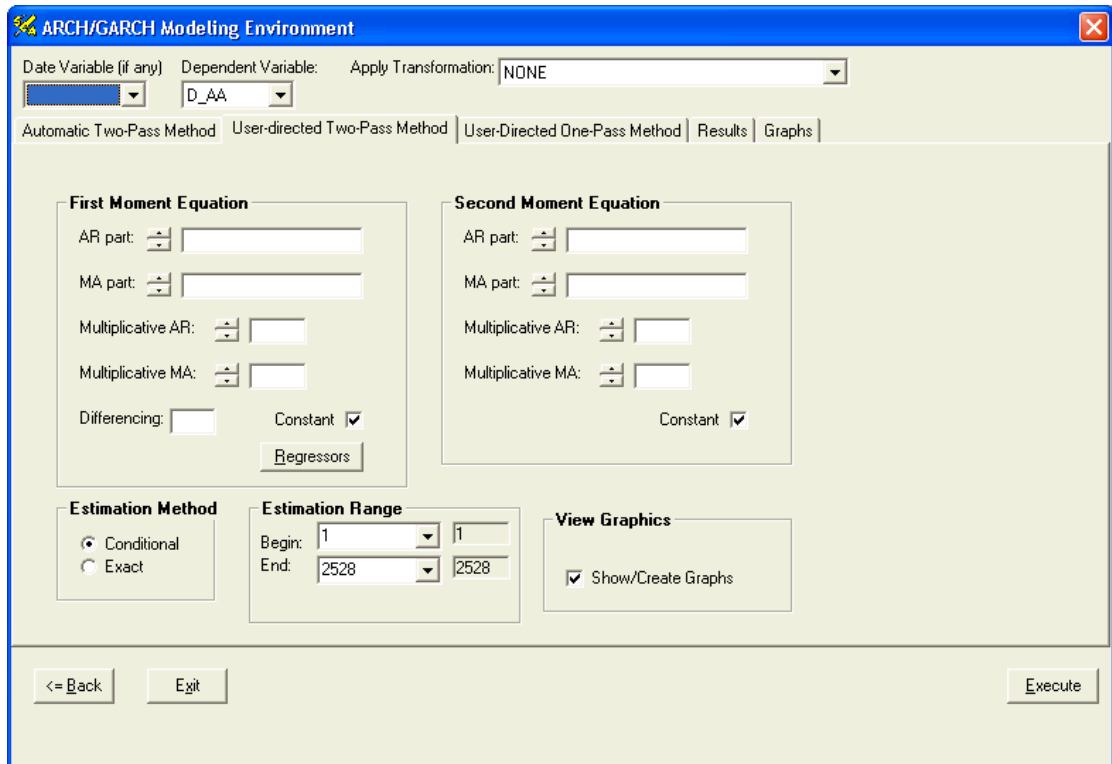 ARCH/GARCH Modeling Environment
Date Variable (if any) Dependent Variable: Apply Transformation: NONE
D_AA
Automatic Two-Pass Method User-directed Two-Pass Method User-Directed One-Pass Method Results Graphs
First Moment Equation
AR part:
MA part:
Multiplicative AR:
Multiplicative MA:
Differencing: Constant
Regressors
Second Moment Equation
AR part:
MA part:
Multiplicative AR:
Multiplicative MA:
Constant
Estimation Method
Conditional
Exact
Estimation Range
Begin: 1 1
End: 2528 2528
View Graphics
Show/Create Graphs
<= Back Exit Execute